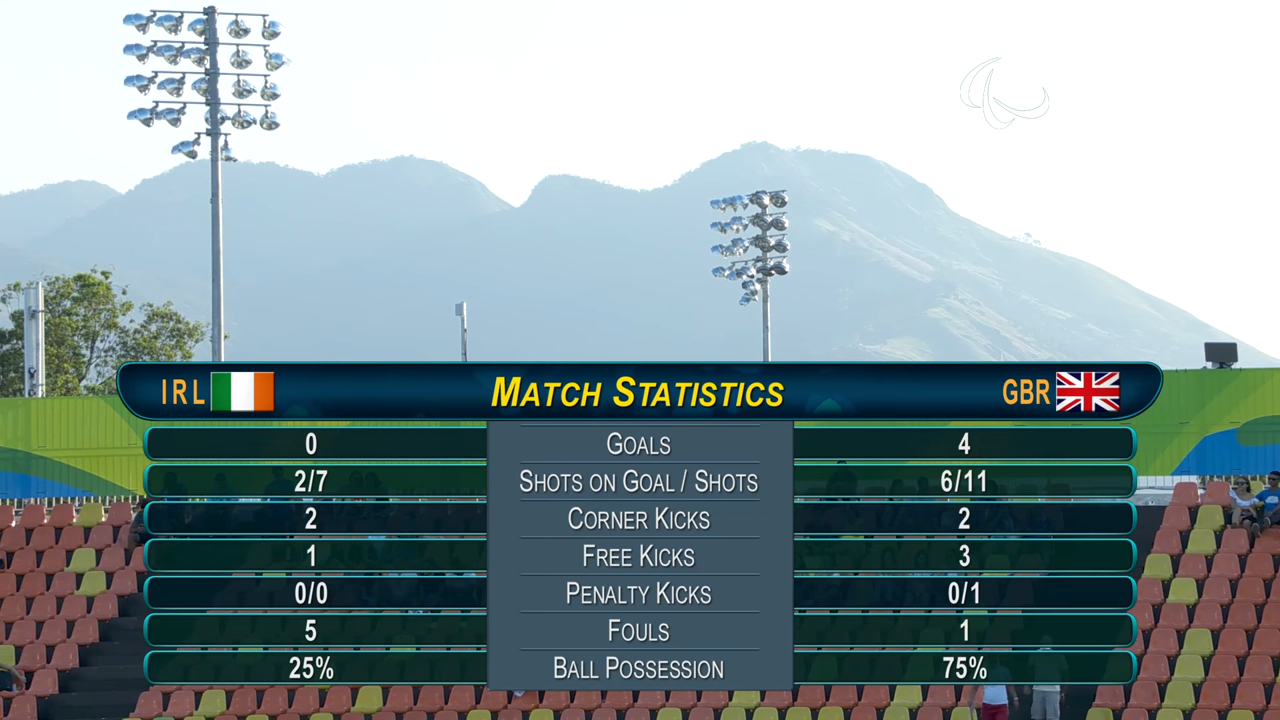 IRL MATCH STATISTICS GBR
0 GOALS 4
2/7 SHOTS ON GOAL / SHOTS 6/11
2 CORNER KICKS 2
1 FREE KICKS 3
0/0 PENALTY KICKS 0/1
5 FOULS 1
25% BALL POSSESSION 75%